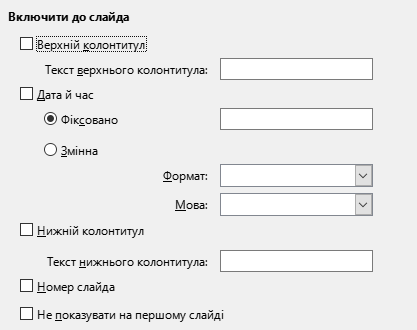 Включити до слайда
Верхній колонтитул
Текст верхнього колонтитула:
Дата й час
Фіксовано
Змінна
Формат:
Мова:
Нижній колонтитул
Текст нижнього колонтитула:
Номер слайда
Не показувати на першому слайді